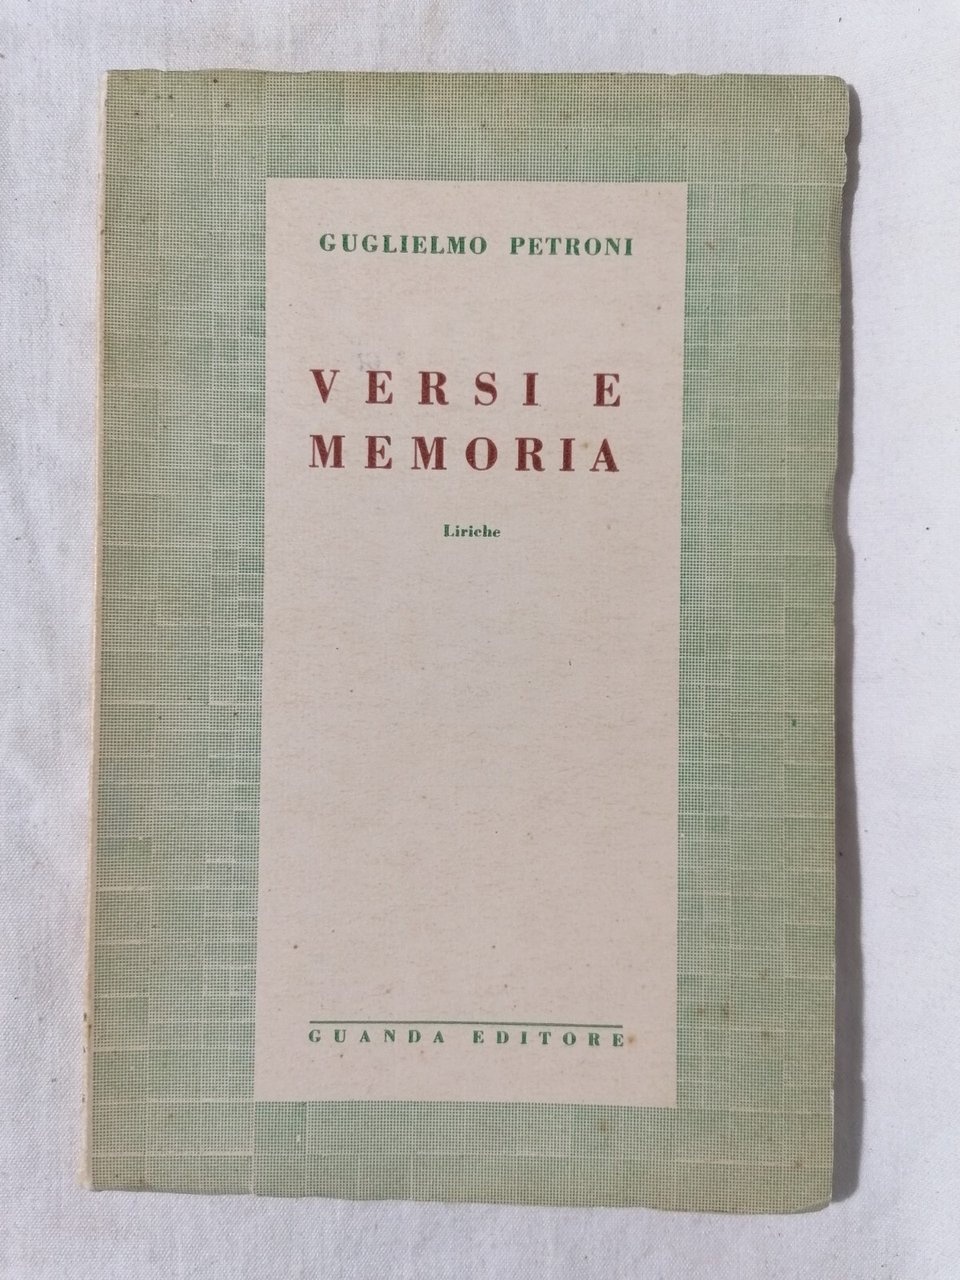 GUGLIELMO PETRONI
VERSI E
MEMORIA
Liriche
GUANDA EDITORE